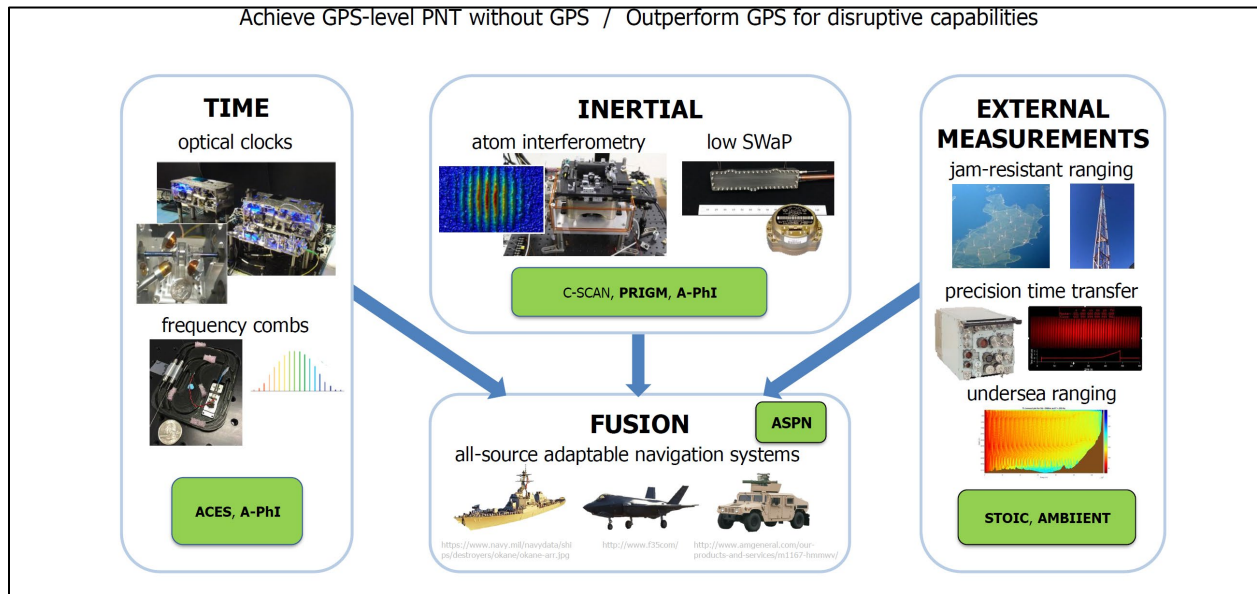 Achieve GPS-level PNT without GPS / Outperform GPS for disruptive capabilities
TIME
optical clocks
frequency combs
ACES, A-PhI
INERTIAL
atom interferometry
low SWaP
C-SCAN, PRIGM, A-PhI
EXTERNAL
MEASUREMENTS
jam-resistant ranging
precision time transfer
undersea ranging
STOIC, AMBIIENT
FUSION
ASPN
all-source adaptable navigation systems
https://www.navy.mil/navydata/shi
ps/destroyers/okane/okane-arr.jpg
http://www.f35com/
http://www.amgeneral.com/our-
products-and-services/m1167-hmmwv/